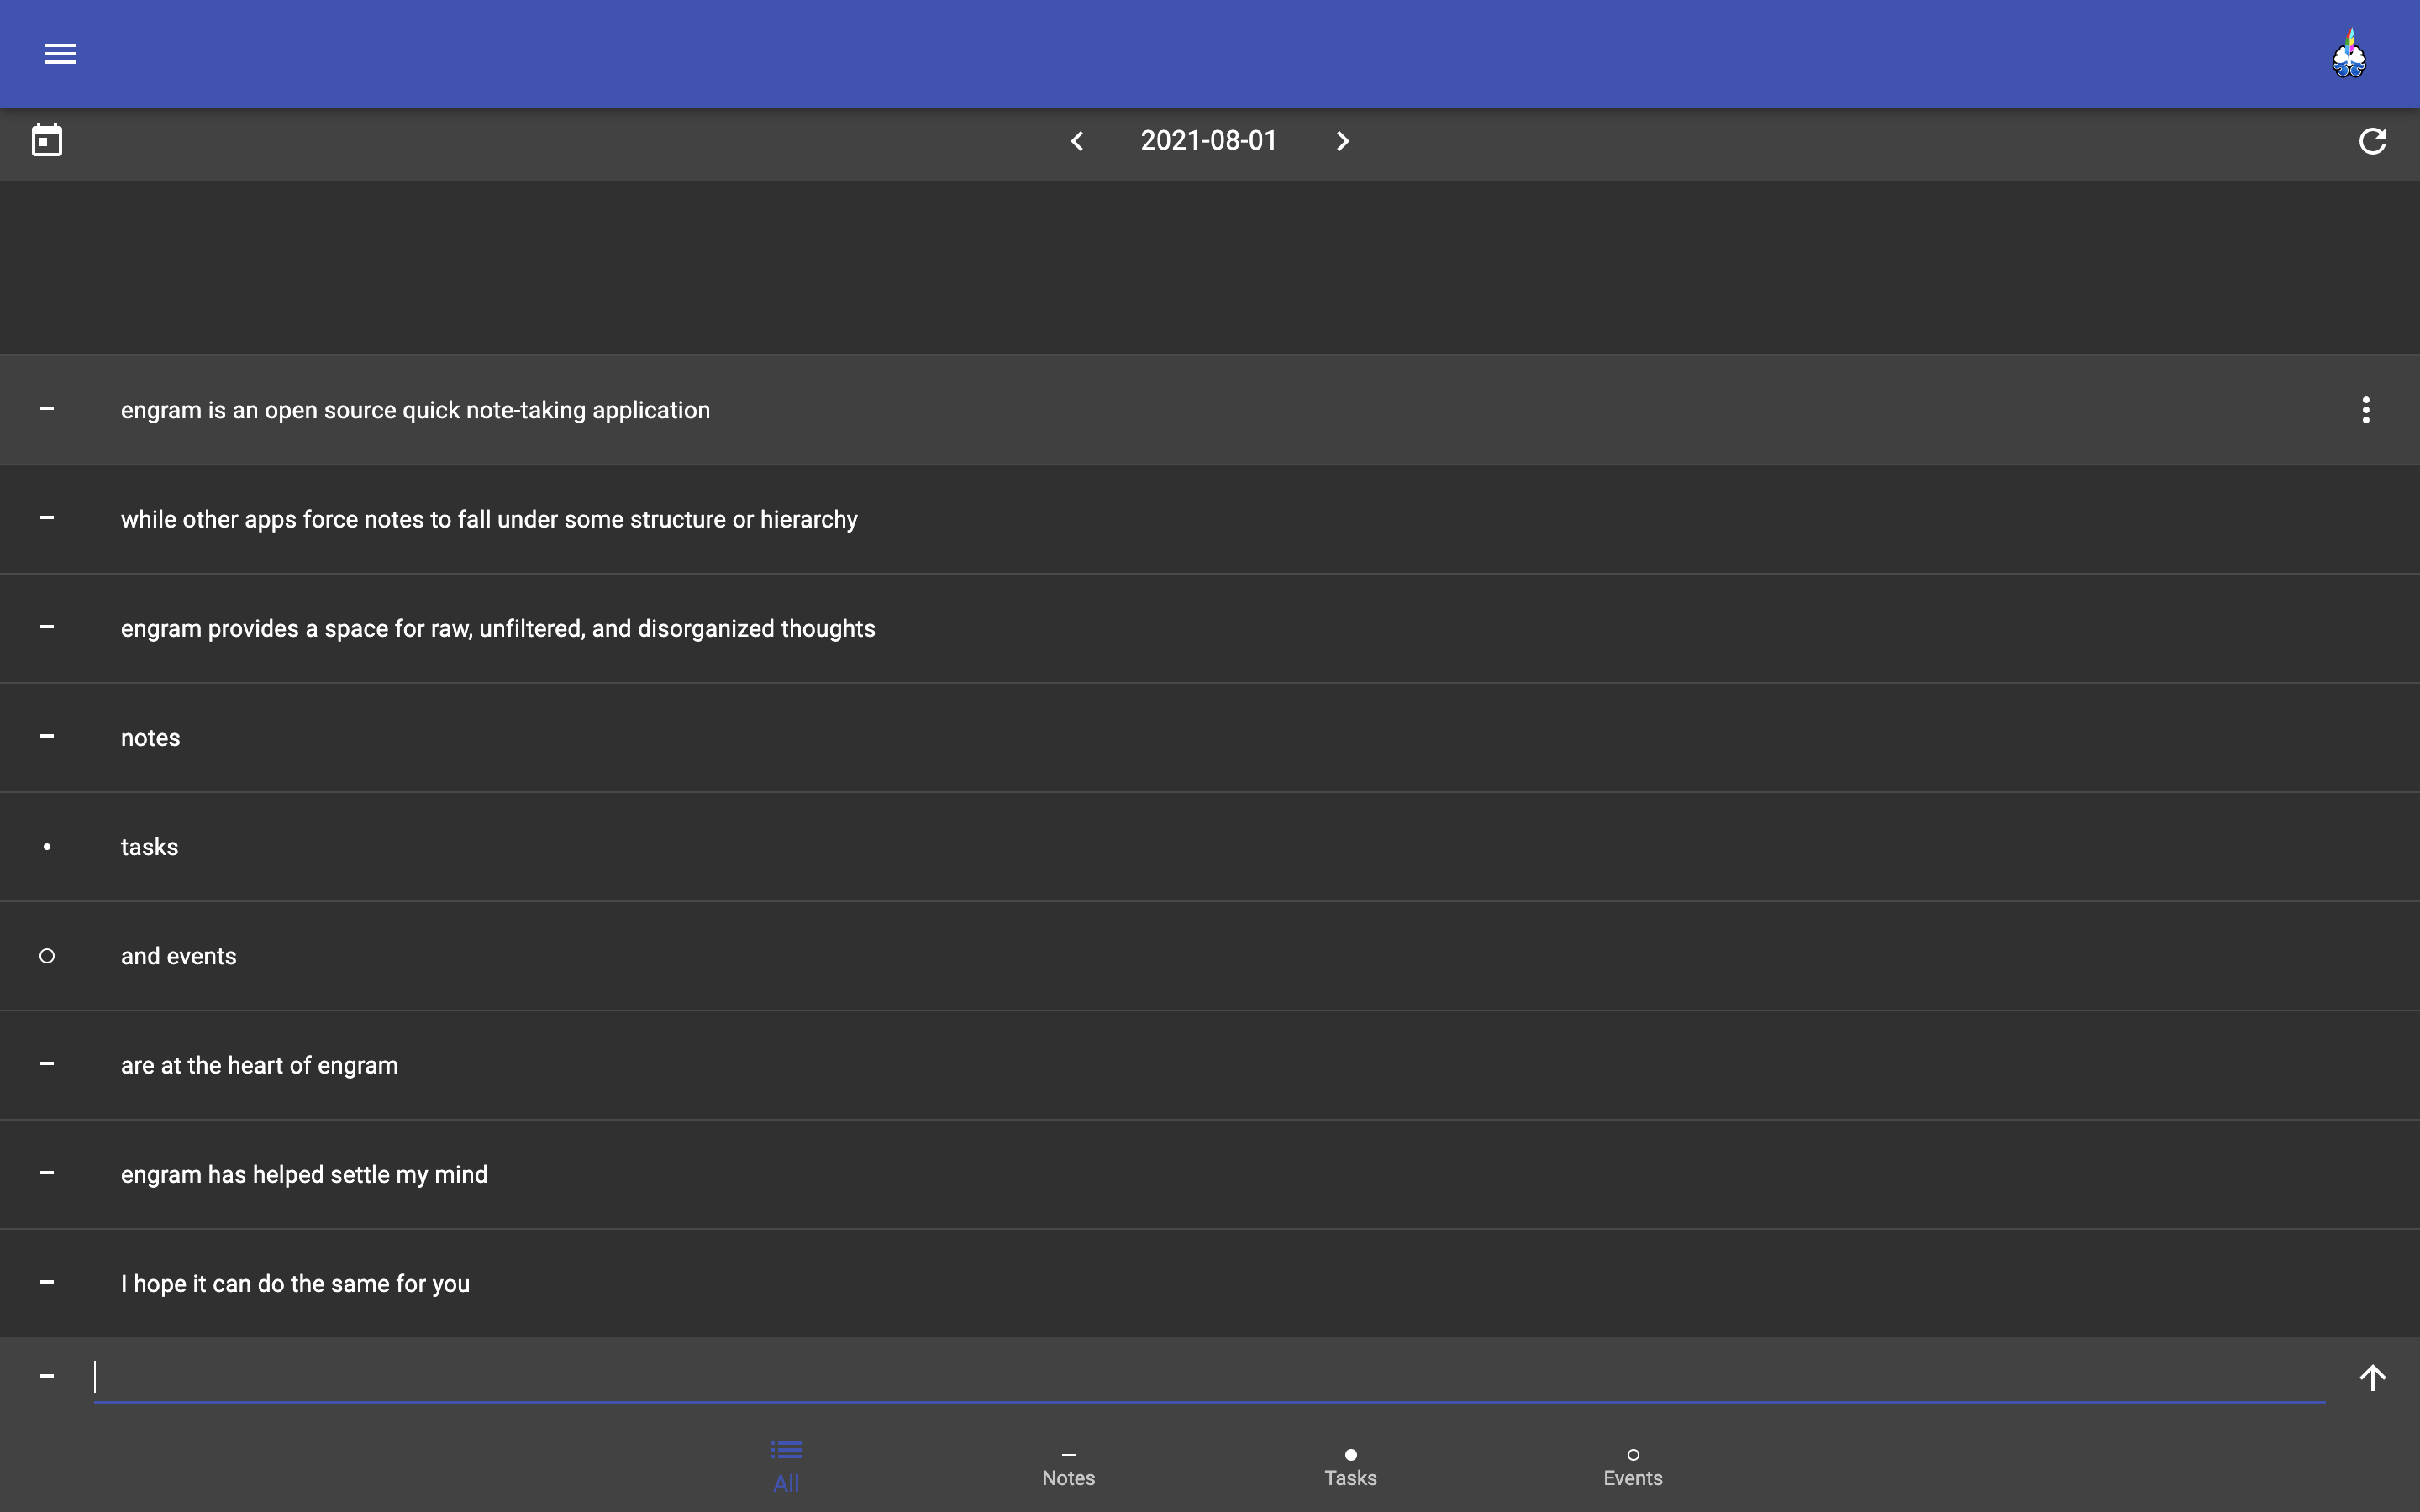 2021-08-01
engram is an open source quick note-taking application
while other apps force notes to fall under some structure or hierarchy
engram provides a space for raw, unfiltered, and disorganized thoughts
notes
tasks
and events
are at the heart of engram
engram has helped settle my mind
I hope it can do the same for you
All
Notes
Tasks
Events